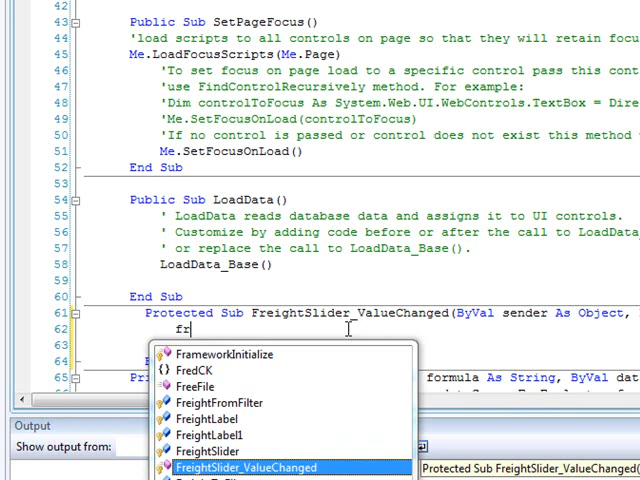 42
43 Public Sub SetPageFocus()
44 'load scripts to all controls on page so that they will retain focu
45 Me.LoadFocusScripts(Me.Page)
46 'To set focus on page load to a specific control pass this cont
47 'use FindControlRecursively method. For example:
48 'Dim controlToFocus As System.Web.UI.WebControls.TextBox = Dire
49 'Me.SetFocusOnLoad(controlToFocus)
50 'If no control is passed or control does not exist this method
51 Me.SetFocusOnLoad()
52 End Sub
53
54 Public Sub LoadData()
55 ' LoadData reads database data and assigns it to UI controls.
56 ' Customize by adding code before or after the call to LoadData_
57 ' or replace the call to LoadData_Base().
58 LoadData_Base()
59
60 End Sub
61 Protected Sub FreightSlider_ValueChanged(ByVal sender As Object,
62 fr
63
FrameworkInitialize
64
{} FredCK
65 formula As String, ByVal dat
FreeFile
FreightFromFilter
FreightLabel
Output
FreightLabel1
Show output from:
FreightSlider
FreightSlider_ValueChanged
Protected Sub FreightSlider_ValueChanged(